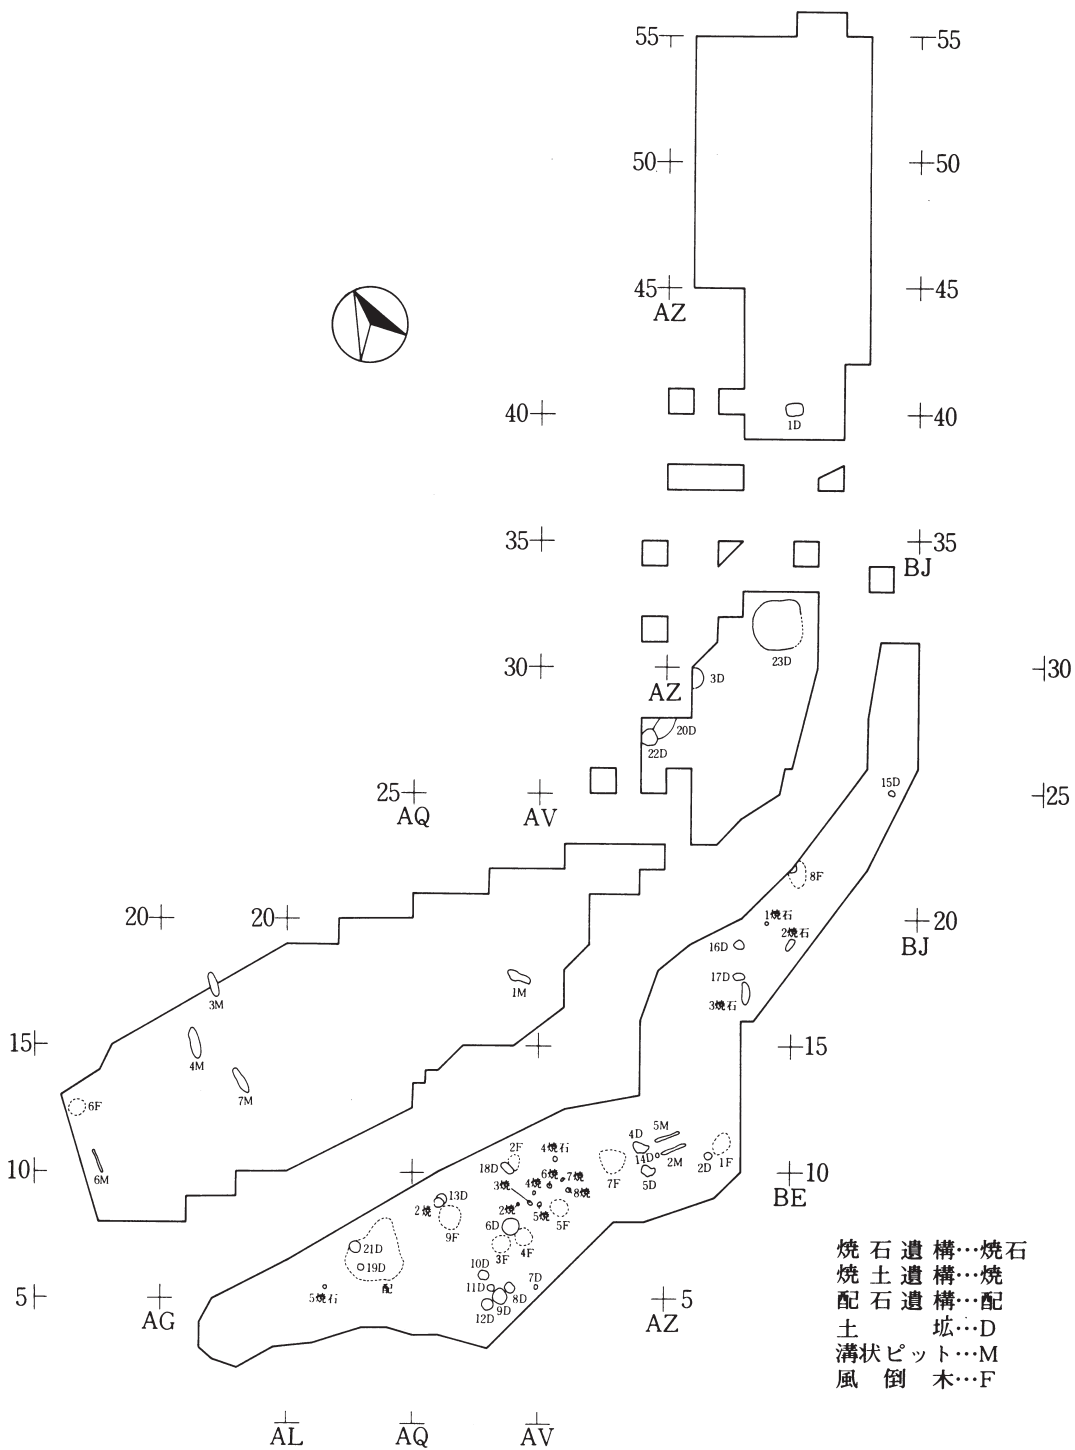 55
55
50
50
45
45
AZ
40
40
1D
35
35
BJ
23D
30
30
AZ
3D
20D
22D
15D
25
25
AQ
AV
8F
20
20
20
BJ
1焼石
2焼石
16D
17D
3焼石
1M
3M
15
15
4M
7M
6F
6M
10
10
BE
5M
4D
14D
2M
5D
2D
1F
7F
2F
4焼石
18D
6焼
7焼
4焼
8焼
3焼
2焼
5焼
5F
13D
2焼
9F
6D
3F
4F
21D
19D
配
10D
11D
8D
9D
12D
7D
5焼石
5
5
AG
AZ
焼石遺構…焼石
焼土遺構…焼
配石遺構…配
土拡…D
溝状ピット…M
風倒木…F
AL
AQ
AV